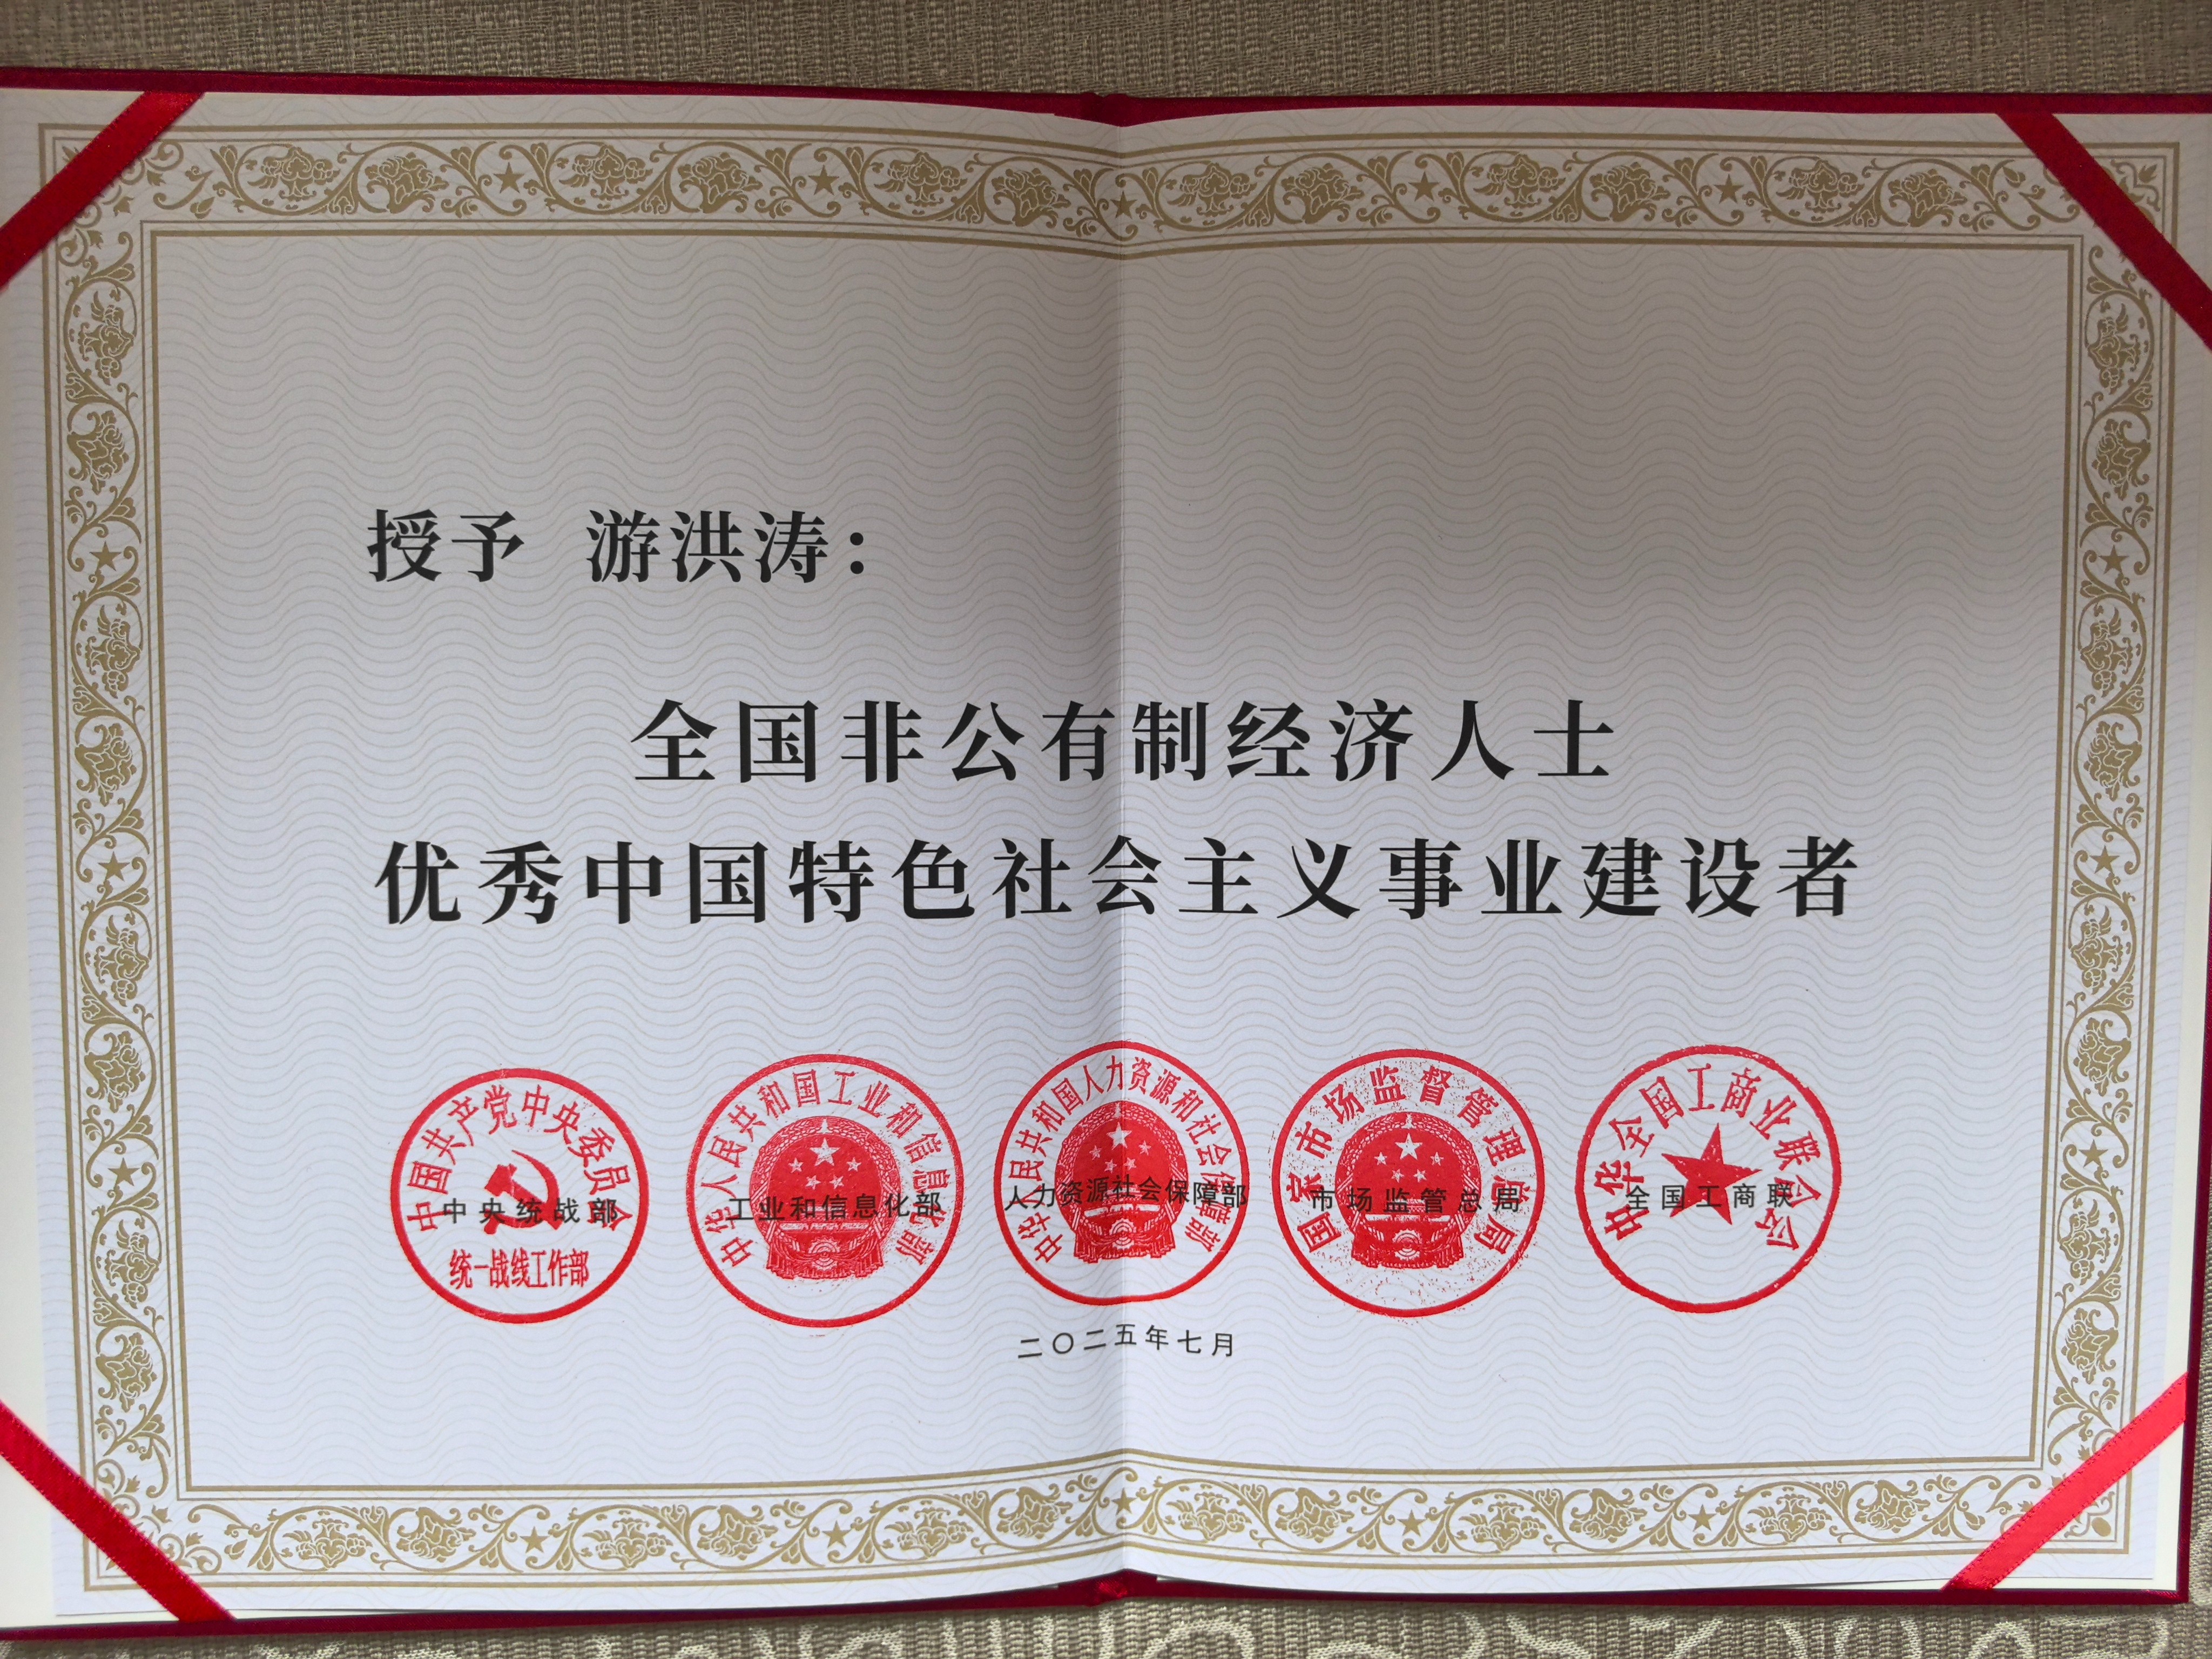 授予 游洪涛：
全国非公有制经济人士
优秀中国特色社会主义事业建设者
中国共产党中央委员会
统一战线工作部
中央统战部
中华人民共和国工业和信息化部
工业和信息化部
中华人民共和国人力资源和社会保障部
人力资源社会保障部
国家市场监督管理总局
市场监管总局
中华全国工商业联合会
全国工商联
二〇二五年七月